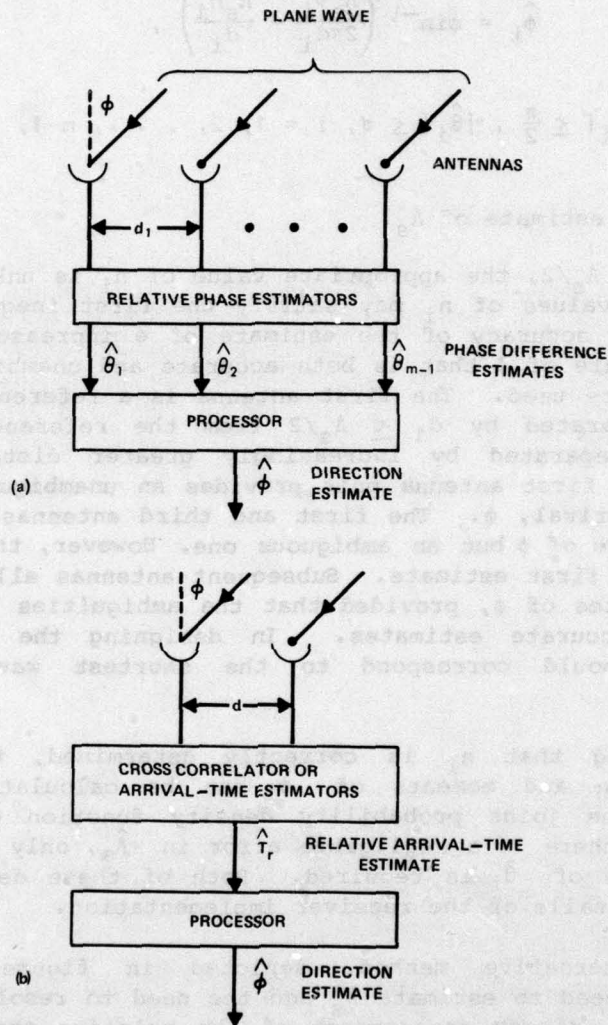 PLANE WAVE
ϕ
ANTENNAS
d₁
RELATIVE PHASE ESTIMATORS
θ̂₁
θ̂₂
θ̂ₘ₋₁
PHASE DIFFERENCE
ESTIMATES
PROCESSOR
(a)
ϕ̂
DIRECTION
ESTIMATE
ϕ
d
CROSS CORRELATOR OR
ARRIVAL-TIME ESTIMATORS
τ̂ᵣ
RELATIVE ARRIVAL-TIME
ESTIMATE
PROCESSOR
(b)
ϕ̂
DIRECTION
ESTIMATE